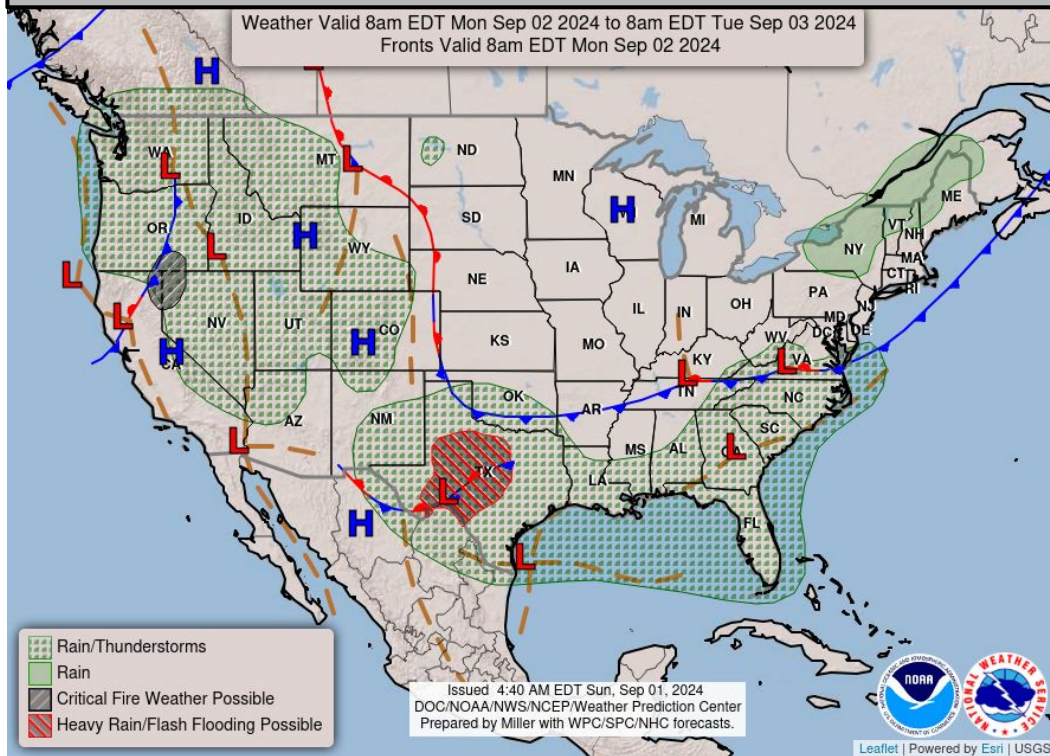 Weather Valid 8am EDT Mon Sep 02 2024 to 8am EDT Tue Sep 03 2024
Fronts Valid 8am EDT Mon Sep 02 2024
H
L
WA
MT
L
ND
MN
H
MI
ME
OR
ID
L
H
WY
SD
VT
NH
NY
MA
CT
RI
L
L
NV
UT
H
CO
NE
IA
IL
IN
OH
PA
NJ
MD
DE
DC
WV
H
CA
KS
MO
KY
L
VA
L
TN
NC
AZ
NM
OK
AR
SC
L
TX
L
MS
AL
L
GA
LA
H
FL
L
Rain/Thunderstorms
Rain
Critical Fire Weather Possible
Heavy Rain/Flash Flooding Possible
Issued 4:40 AM EDT Sun, Sep 01, 2024
DOC/NOAA/NWS/NCEP/Weather Prediction Center
Prepared by Miller with WPC/SPC/NHC forecasts.
NOAA
NATIONAL WEATHER SERVICE
Leaflet | Powered by Esri | USGS